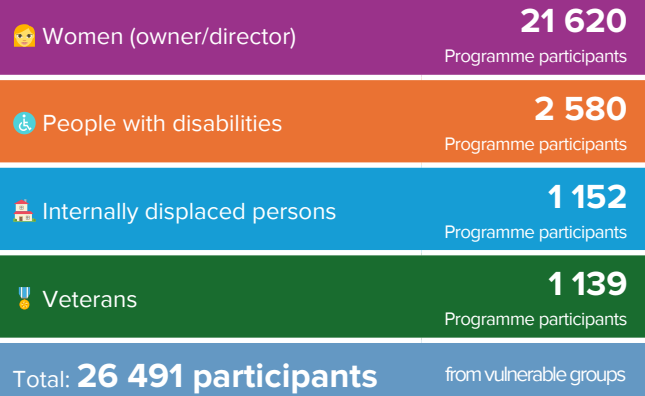 Women (owner/director)
21 620
Programme participants
People with disabilities
2 580
Programme participants
Internally displaced persons
1 152
Programme participants
Veterans
1 139
Programme participants
Total: 26 491 participants
from vulnerable groups